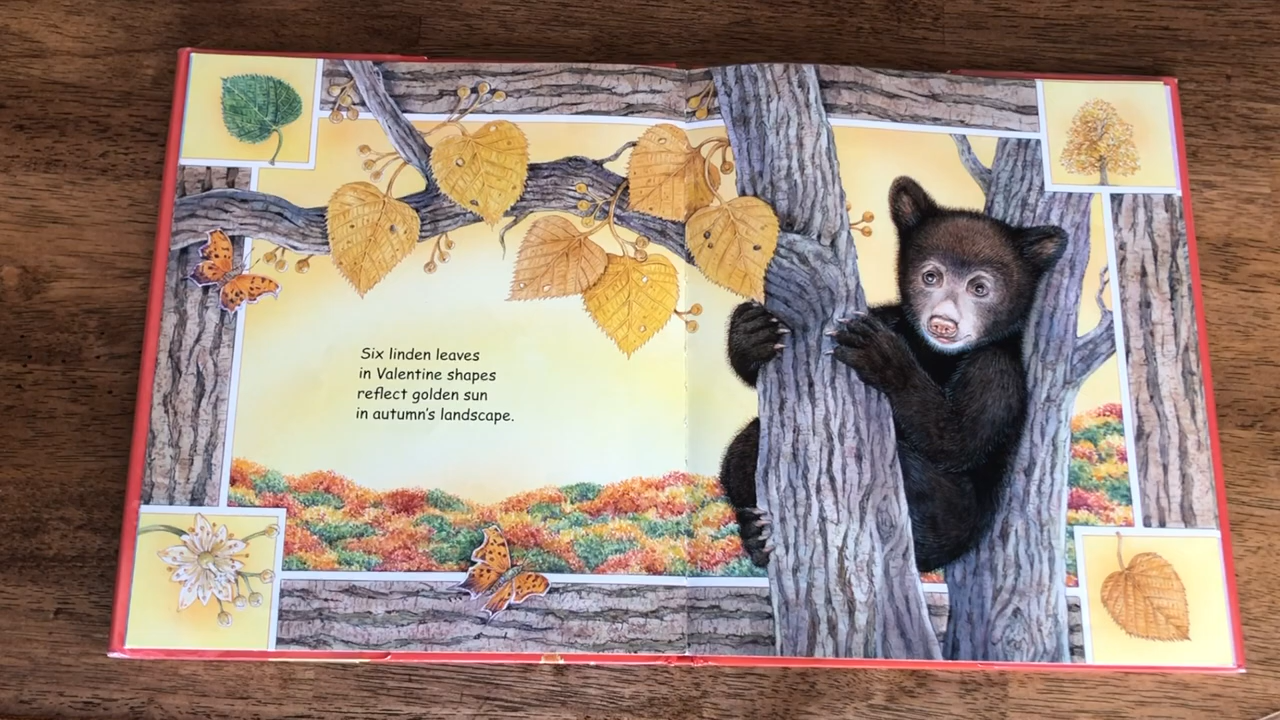 Six linden leaves
in Valentine shapes
reflect golden sun
in autumn's landscape.